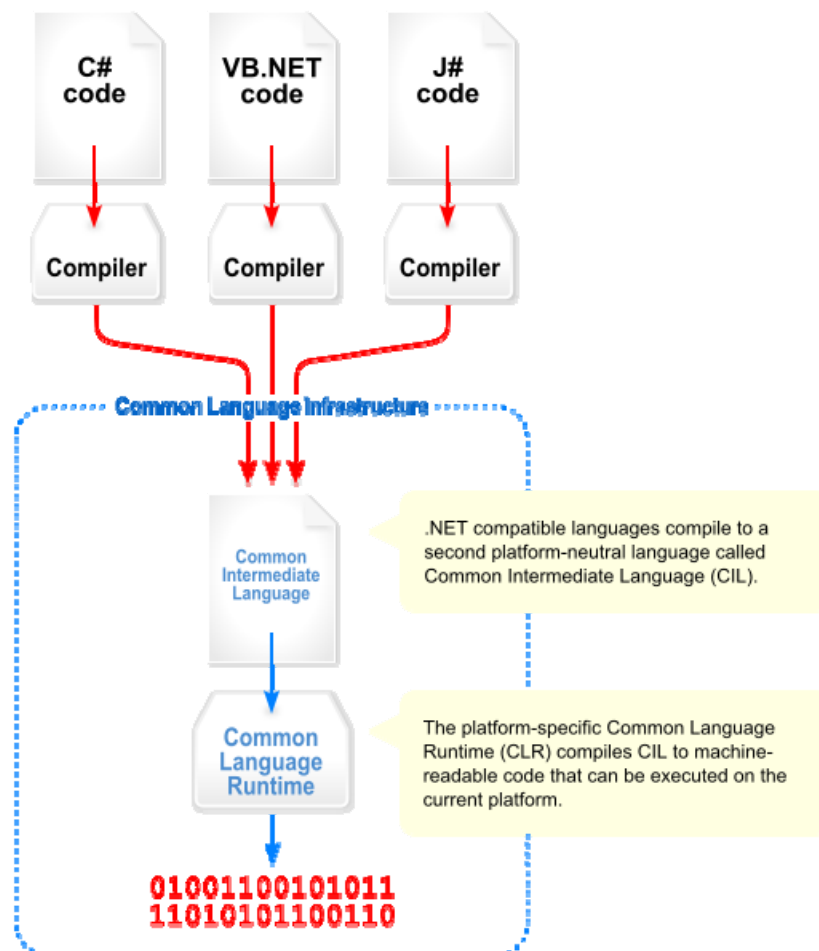 C#
code
VB.NET
code
J#
code
Compiler
Compiler
Compiler
Common Language Infrastructure
Common
Intermediate
Language
.NET compatible languages compile to a
second platform-neutral language called
Common Intermediate Language (CIL).
Common
Language
Runtime
The platform-specific Common Language
Runtime (CLR) compiles CIL to machine-
readable code that can be executed on the
current platform.
01001100101011
11010101100110